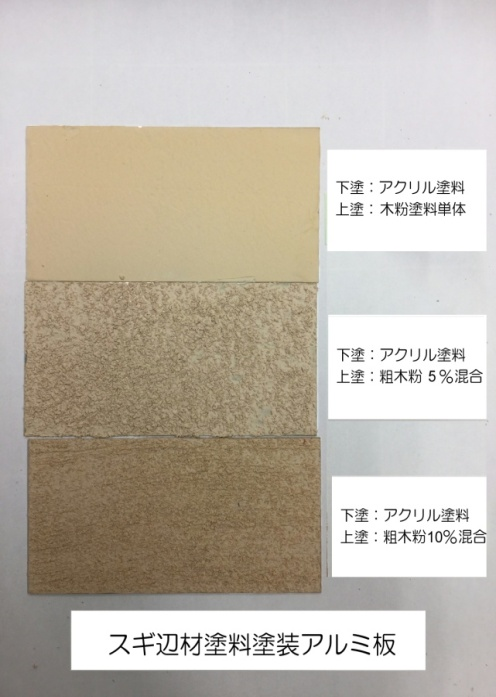 下塗：アクリル塗料
上塗：木粉塗料単体
下塗：アクリル塗料
上塗：粗木粉 5％混合
下塗：アクリル塗料
上塗：粗木粉10％混合
スギ辺材塗料塗装アルミ板